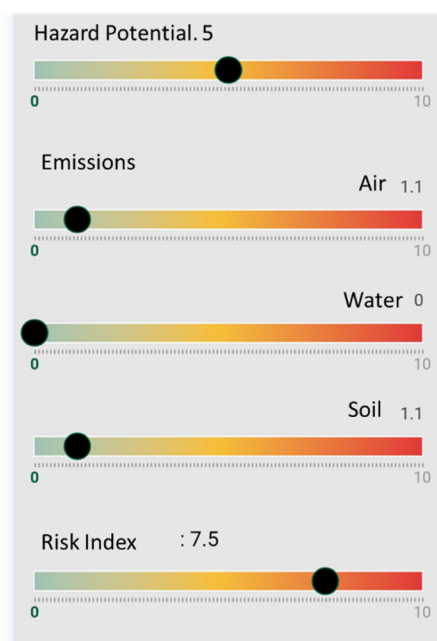 Hazard Potential. 5
0 10
Emissions
Air 1.1
0 10
Water 0
0 10
Soil 1.1
0 10
Risk Index : 7.5
0 10